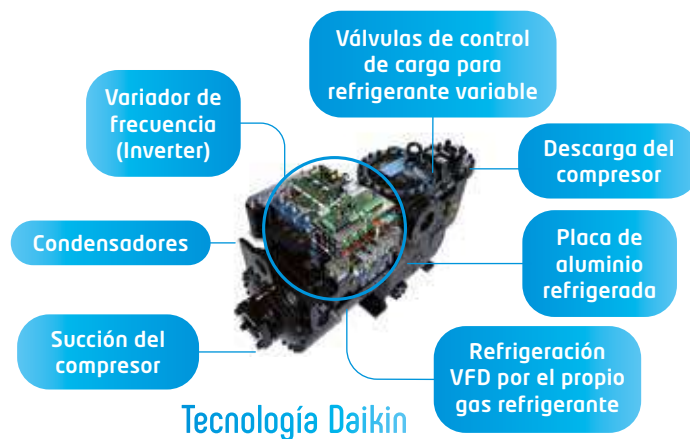 Válvulas de control
de carga para
refrigerante variable
Variador de
frecuencia
(Inverter)
Descarga del
compresor
Condensadores
Placa de
aluminio
refrigerada
Succión del
compresor
Refrigeración
VFD por el propio
gas refrigerante
Tecnología Daikin